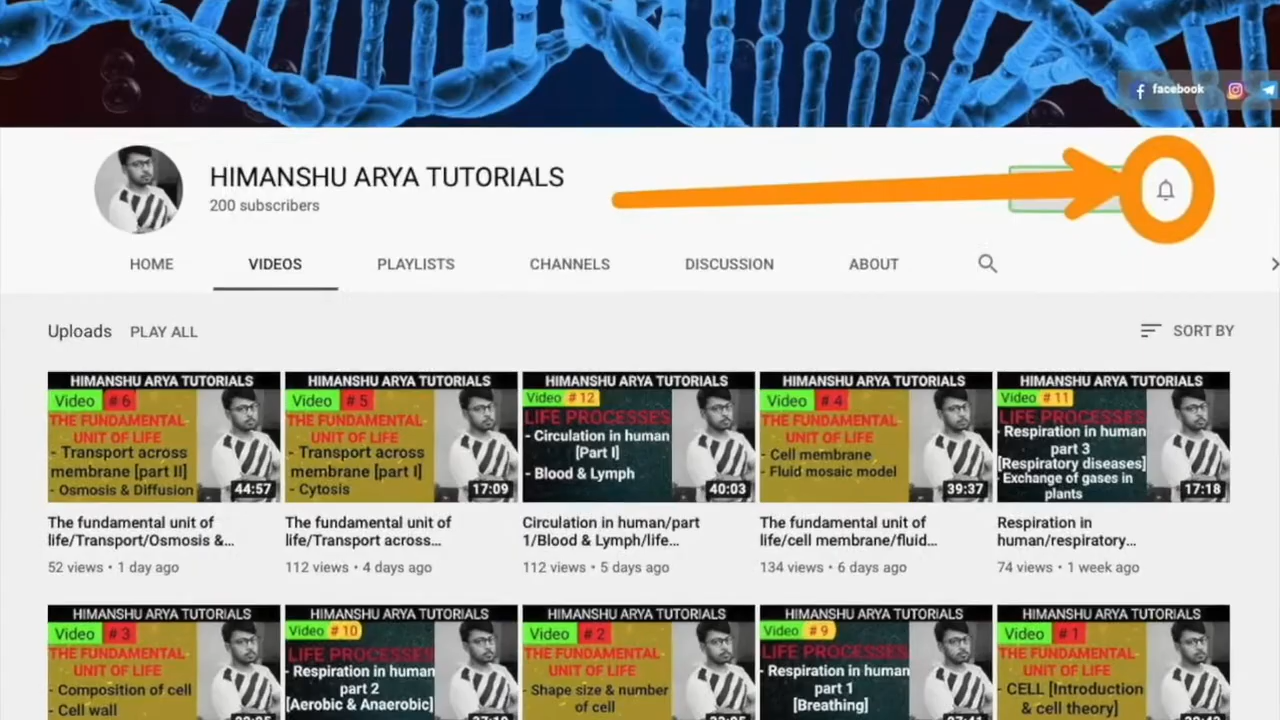 facebook
HIMANSHU ARYA TUTORIALS
200 subscribers
HOME VIDEOS PLAYLISTS CHANNELS DISCUSSION ABOUT
Uploads PLAY ALL SORT BY
HIMANSHU ARYA TUTORIALS
Video # 6
THE FUNDAMENTAL
UNIT OF LIFE
- Transport across
membrane [part II]
- Osmosis & Diffusion
44:57
HIMANSHU ARYA TUTORIALS
Video # 5
THE FUNDAMENTAL
UNIT OF LIFE
- Transport across
membrane [part I]
- Cytosis
17:09
HIMANSHU ARYA TUTORIALS
Video # 12
LIFE PROCESSES
- Circulation in human
[Part I]
- Blood & Lymph
40:03
HIMANSHU ARYA TUTORIALS
Video # 4
THE FUNDAMENTAL
UNIT OF LIFE
- Cell membrane
- Fluid mosaic model
39:37
HIMANSHU ARYA TUTORIALS
Video # 11
LIFE PROCESSES
- Respiration in human
part 3
[Respiratory diseases]
- Exchange of gases in
plants
17:18
The fundamental unit of
life/Transport/Osmosis &...
52 views • 1 day ago
The fundamental unit of
life/Transport across...
112 views • 4 days ago
Circulation in human/part
1/Blood & Lymph/life...
112 views • 5 days ago
The fundamental unit of
life/cell membrane/fluid...
134 views • 6 days ago
Respiration in
human/respiratory...
74 views • 1 week ago
HIMANSHU ARYA TUTORIALS
Video # 3
THE FUNDAMENTAL
UNIT OF LIFE
- Composition of cell
- Cell wall
HIMANSHU ARYA TUTORIALS
Video # 10
LIFE PROCESSES
- Respiration in human
part 2
[Aerobic & Anaerobic]
HIMANSHU ARYA TUTORIALS
Video # 2
THE FUNDAMENTAL
UNIT OF LIFE
- Shape size & number
of cell
HIMANSHU ARYA TUTORIALS
Video # 9
LIFE PROCESSES
- Respiration in human
part 1
[Breathing]
HIMANSHU ARYA TUTORIALS
Video # 1
THE FUNDAMENTAL
UNIT OF LIFE
- CELL [Introduction
& cell theory]